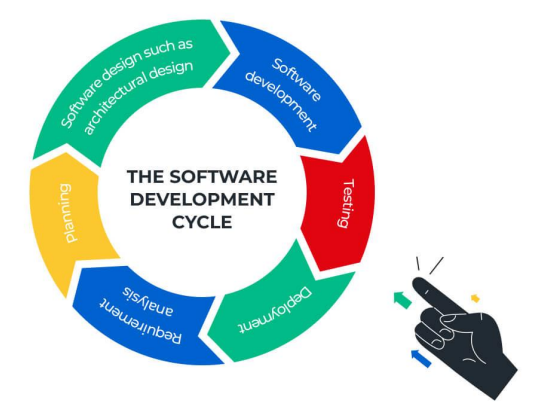 THE SOFTWARE
DEVELOPMENT
CYCLE
Software design such as
architectural design
Software
development
Testing
Deployment
Requirement
analysis
Planning